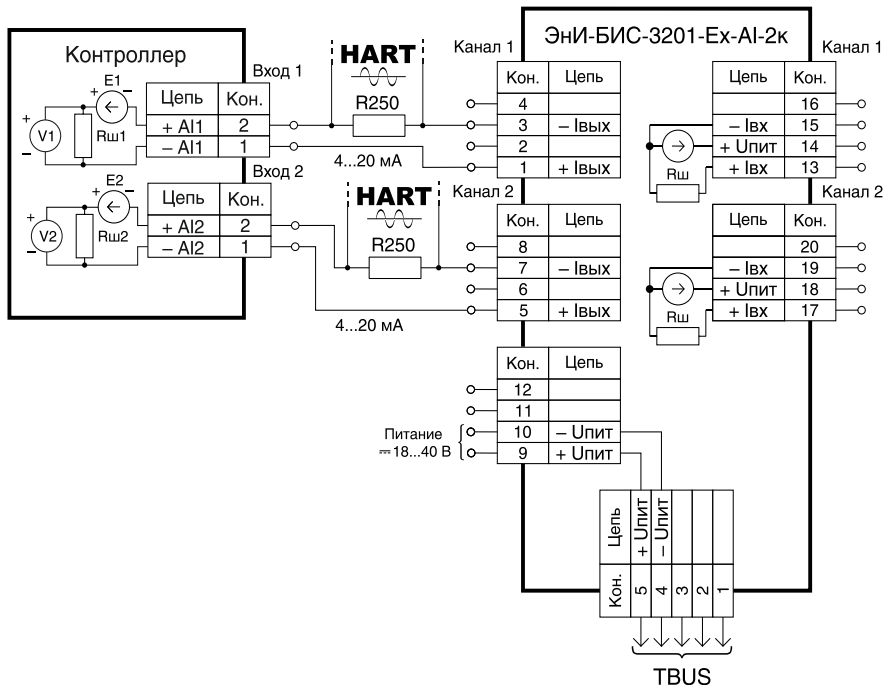 ЭнИ-БИС-3201-Ex-AI-2к
Контроллер
E1
+ –
+
V1
–
Rш1
Вход 1
Цепь Кон.
+ AI1 2
– AI1 1
HART
R250
4...20 мА
E2
+ –
+
V2
–
Rш2
Вход 2
Цепь Кон.
+ AI2 2
– AI2 1
HART
R250
4...20 мА
Канал 1
Кон. Цепь
4
3 – Iвых
2
1 + Iвых
Канал 2
Кон. Цепь
8
7 – Iвых
6
5 + Iвых
Кон. Цепь
12
11
10 – Uпит
9 + Uпит
Питание
18...40 В
Канал 1
Цепь Кон.
16
– Iвх 15
+ Uпит 14
+ Iвх 13
Rш
Канал 2
Цепь Кон.
20
– Iвх 19
+ Uпит 18
+ Iвх 17
Rш
Цепь + Uпит – Uпит
Кон. 5 4 3 2 1
TBUS